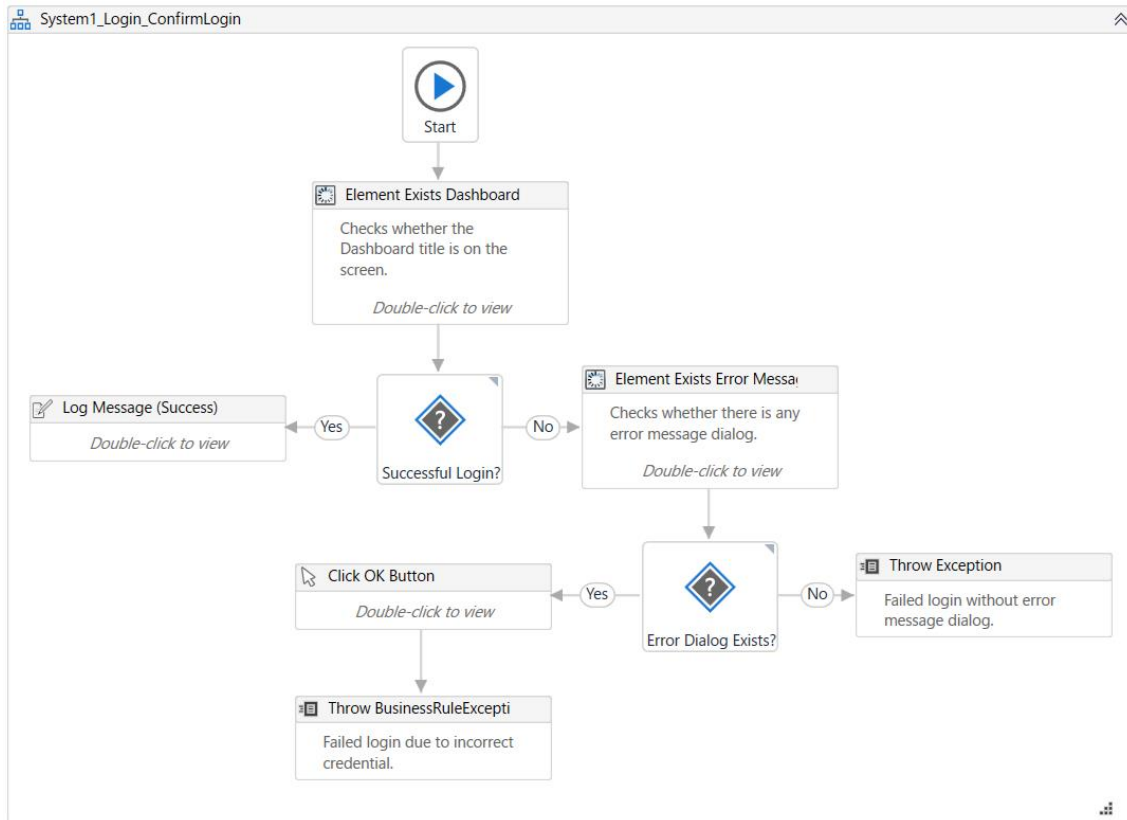 System1_Login_ConfirmLogin
Start
Element Exists Dashboard
Checks whether the
Dashboard title is on the
screen.
Double-click to view
Successful Login?
Yes
No
Log Message (Success)
Double-click to view
Element Exists Error Messa
Checks whether there is any
error message dialog.
Double-click to view
Error Dialog Exists?
Yes
No
Click OK Button
Double-click to view
Throw Exception
Failed login without error
message dialog.
Throw BusinessRuleExcepti
Failed login due to incorrect
credential.